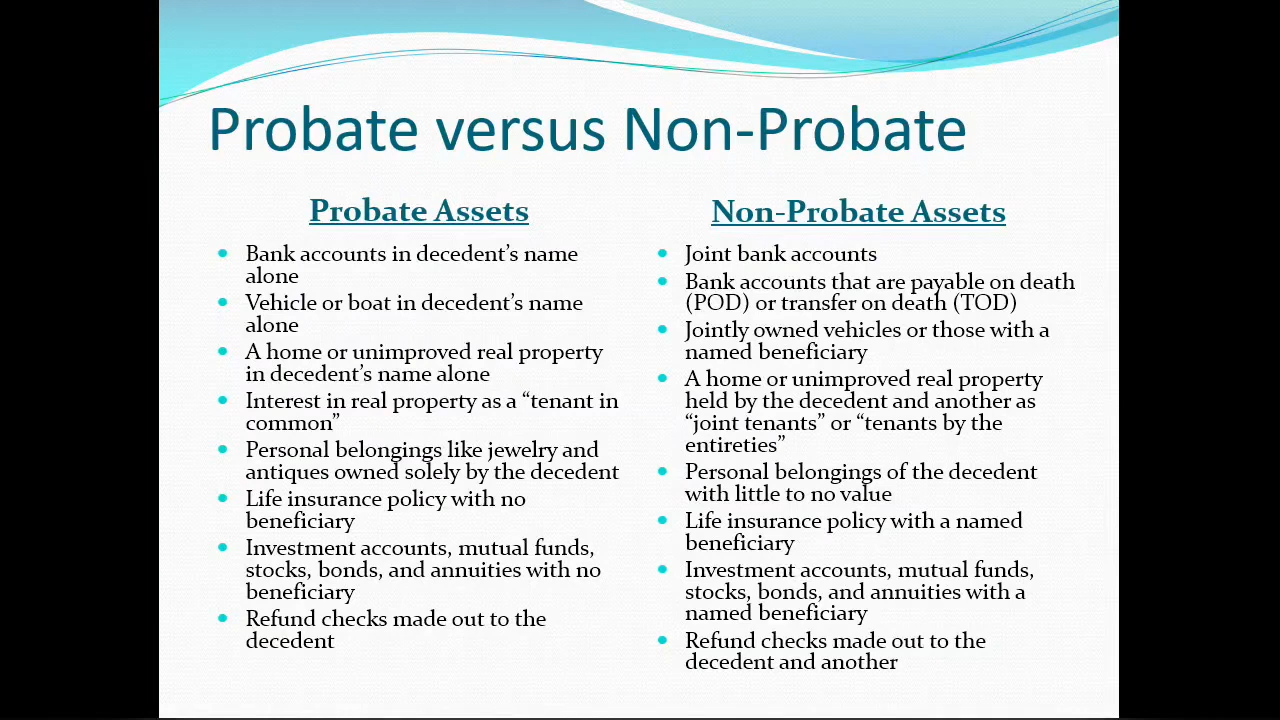 Probate versus Non-Probate
Probate Assets
Bank accounts in decedent's name
alone
Vehicle or boat in decedent's name
alone
A home or unimproved real property
in decedent's name alone
Interest in real property as a “tenant in
common”
Personal belongings like jewelry and
antiques owned solely by the decedent
Life insurance policy with no
beneficiary
Investment accounts, mutual funds,
stocks, bonds, and annuities with no
beneficiary
Refund checks made out to the
decedent
Non-Probate Assets
Joint bank accounts
Bank accounts that are payable on death
(POD) or transfer on death (TOD)
Jointly owned vehicles or those with a
named beneficiary
A home or unimproved real property
held by the decedent and another as
“joint tenants” or “tenants by the
entireties”
Personal belongings of the decedent
with little to no value
Life insurance policy with a named
beneficiary
Investment accounts, mutual funds,
stocks, bonds, and annuities with a
named beneficiary
Refund checks made out to the
decedent and another